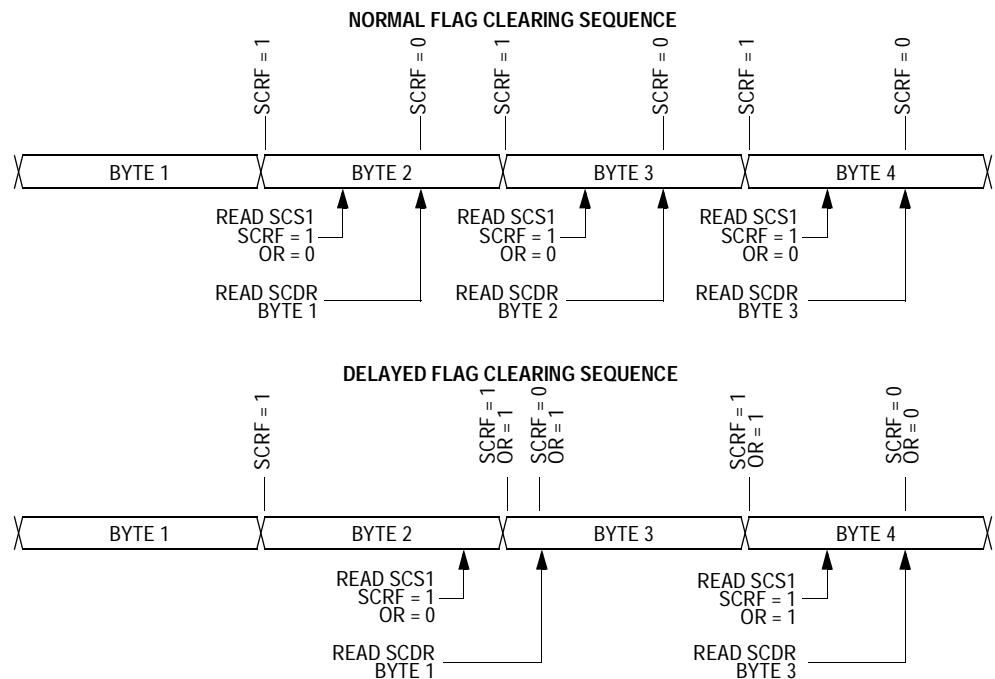 NORMAL FLAG CLEARING SEQUENCE
SCRF = 1
SCRF = 0
SCRF = 1
SCRF = 0
SCRF = 1
SCRF = 0
BYTE 1
BYTE 2
BYTE 3
BYTE 4
READ SCS1
SCRF = 1
OR = 0
READ SCS1
SCRF = 1
OR = 0
READ SCS1
SCRF = 1
OR = 0
READ SCDR
BYTE 1
READ SCDR
BYTE 2
READ SCDR
BYTE 3
DELAYED FLAG CLEARING SEQUENCE
SCRF = 1
SCRF = 1
OR = 1
SCRF = 0
OR = 1
SCRF = 1
OR = 1
SCRF = 0
OR = 0
BYTE 1
BYTE 2
BYTE 3
BYTE 4
READ SCS1
SCRF = 1
OR = 0
READ SCS1
SCRF = 1
OR = 1
READ SCDR
BYTE 1
READ SCDR
BYTE 3